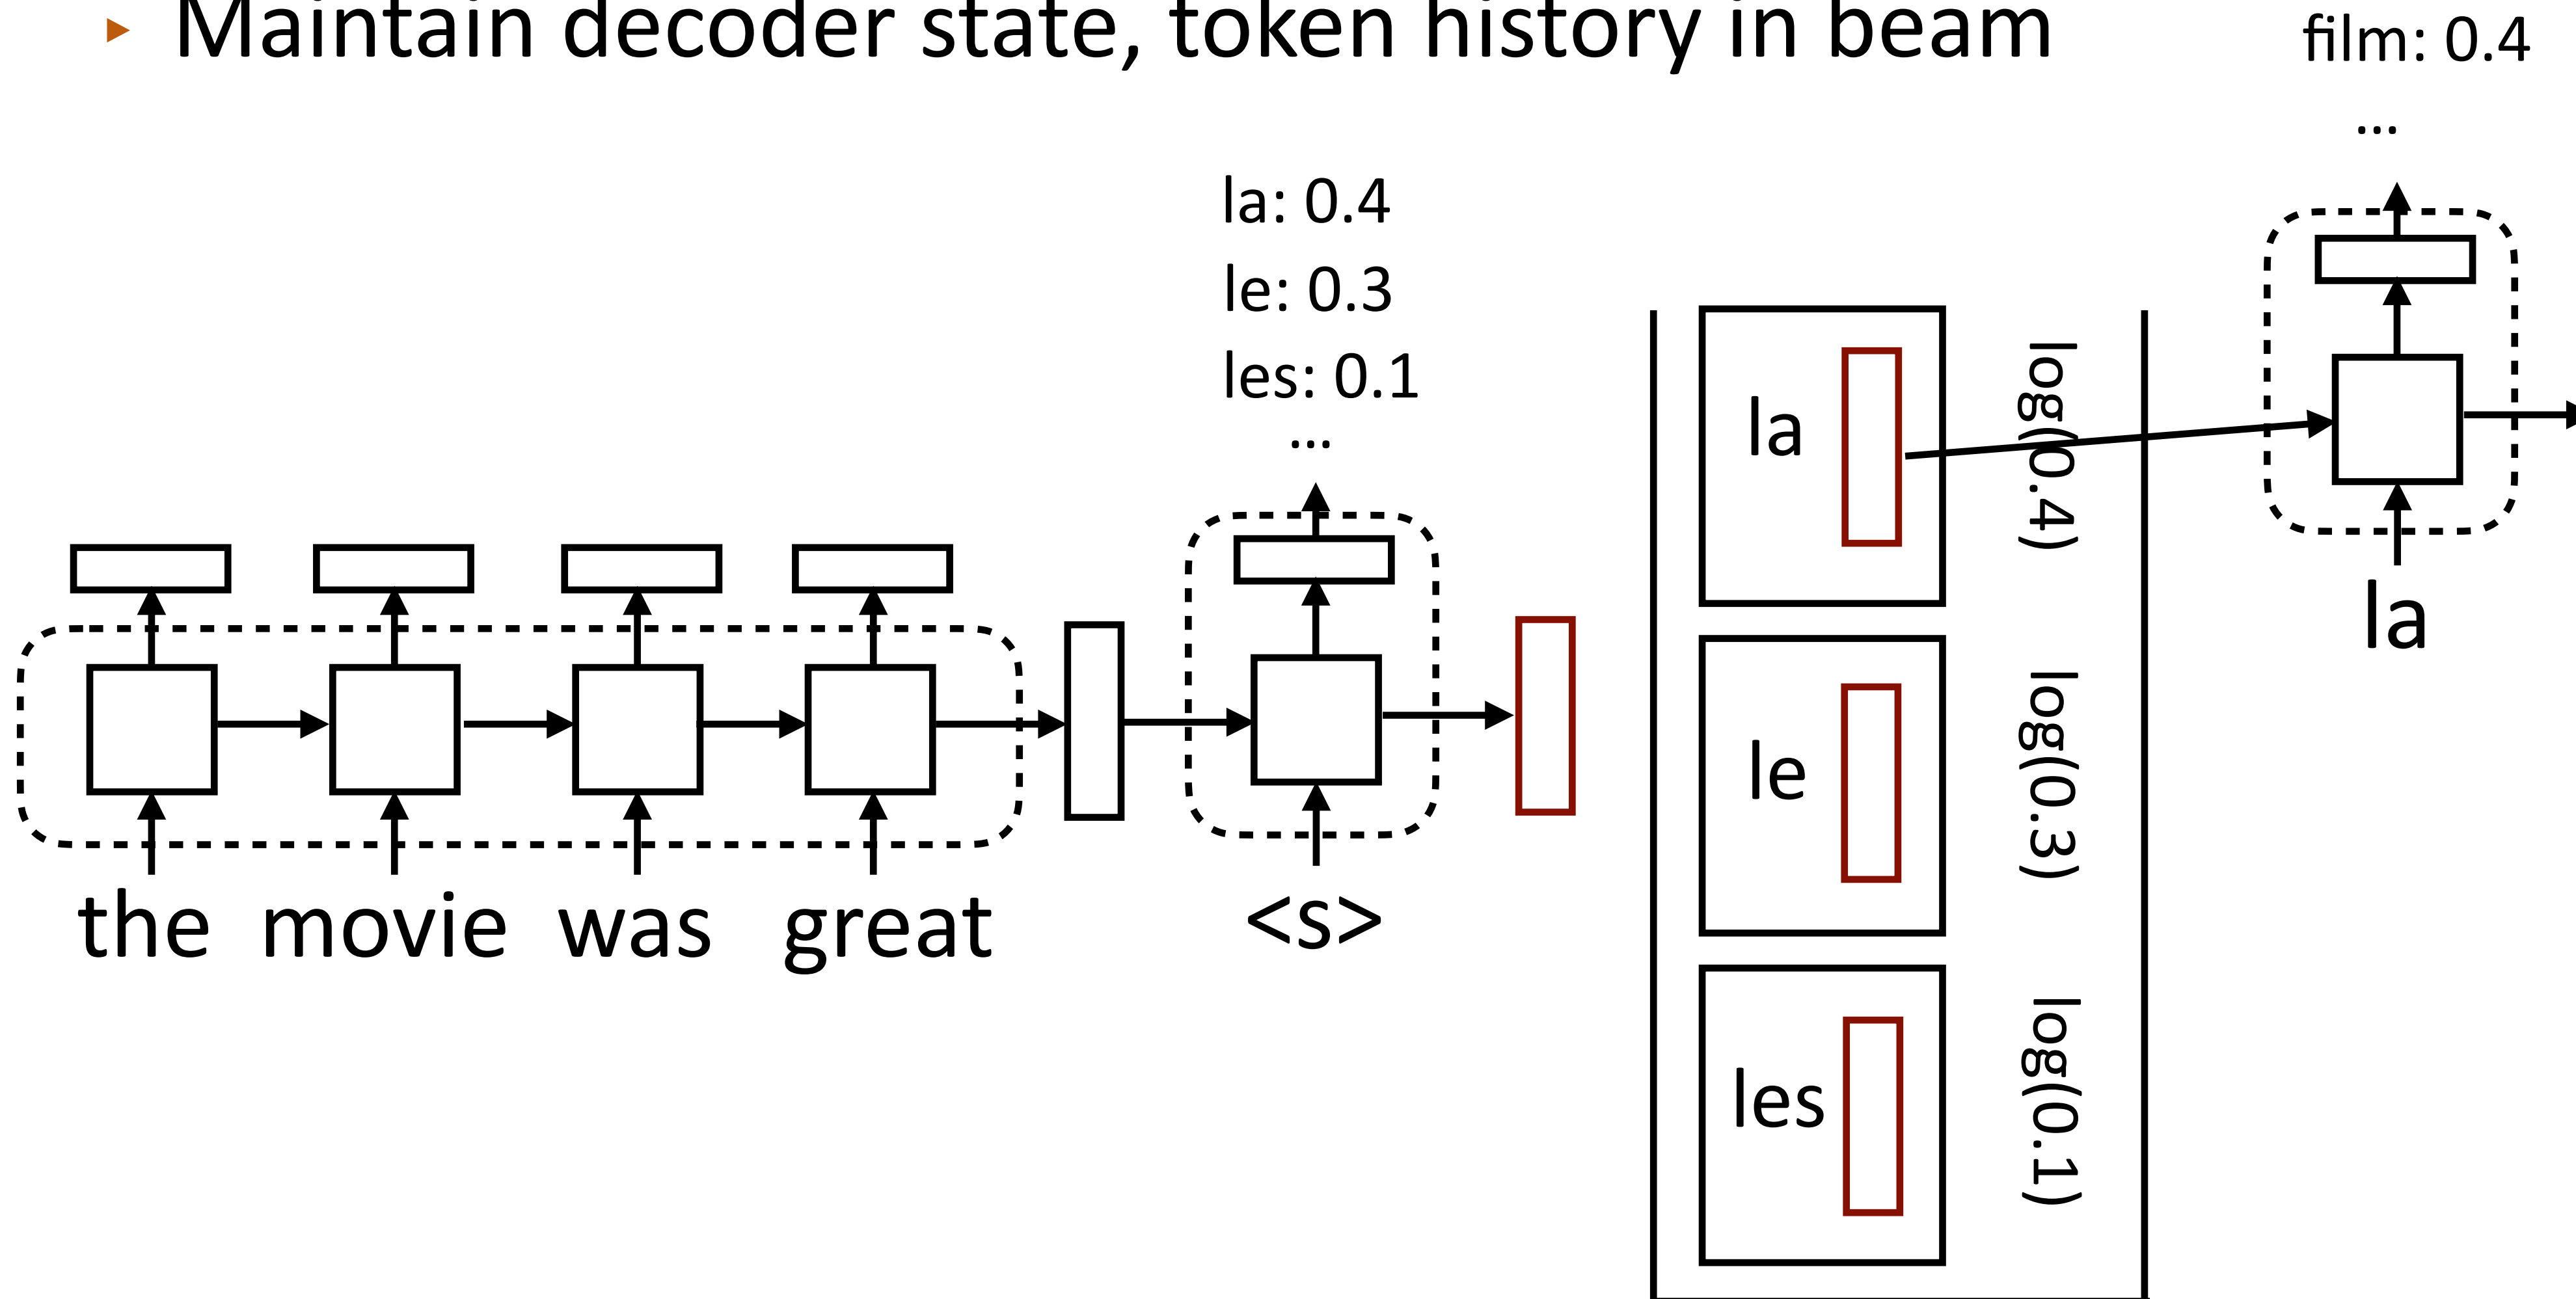 Maintain decoder state, token history in beam
film: 0.4
...
la: 0.4
le: 0.3
les: 0.1
...
la
log(0.4)
la
le
log(0.3)
les
log(0.1)
the movie was great
<s>